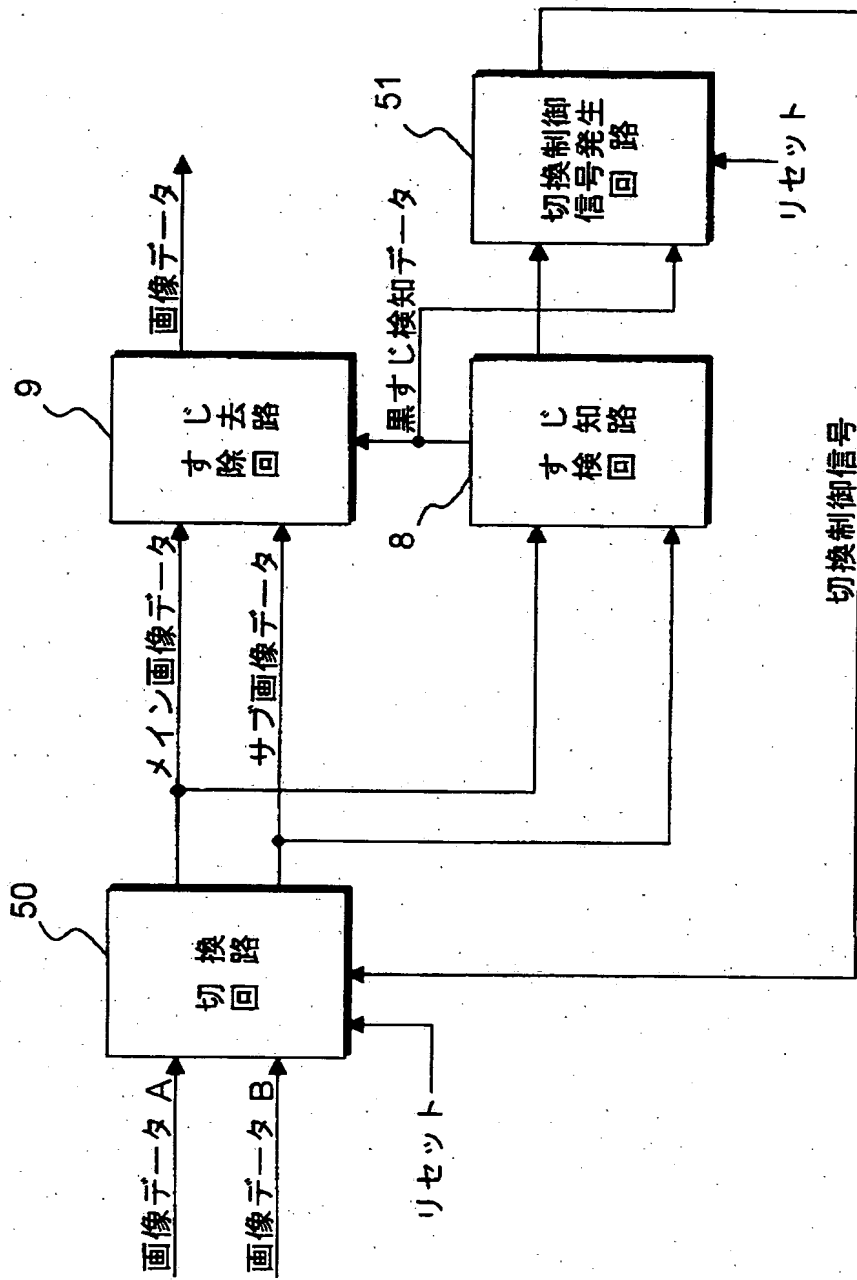 画像データ A
画像データ B
リセット
50
切換
回路
メイン画像データ
サブ画像データ
9
すじ
除去
回路
画像データ
8
すじ
検知
回路
黒すじ検知データ
51
切換制御
信号発生
回路
リセット
切換制御信号